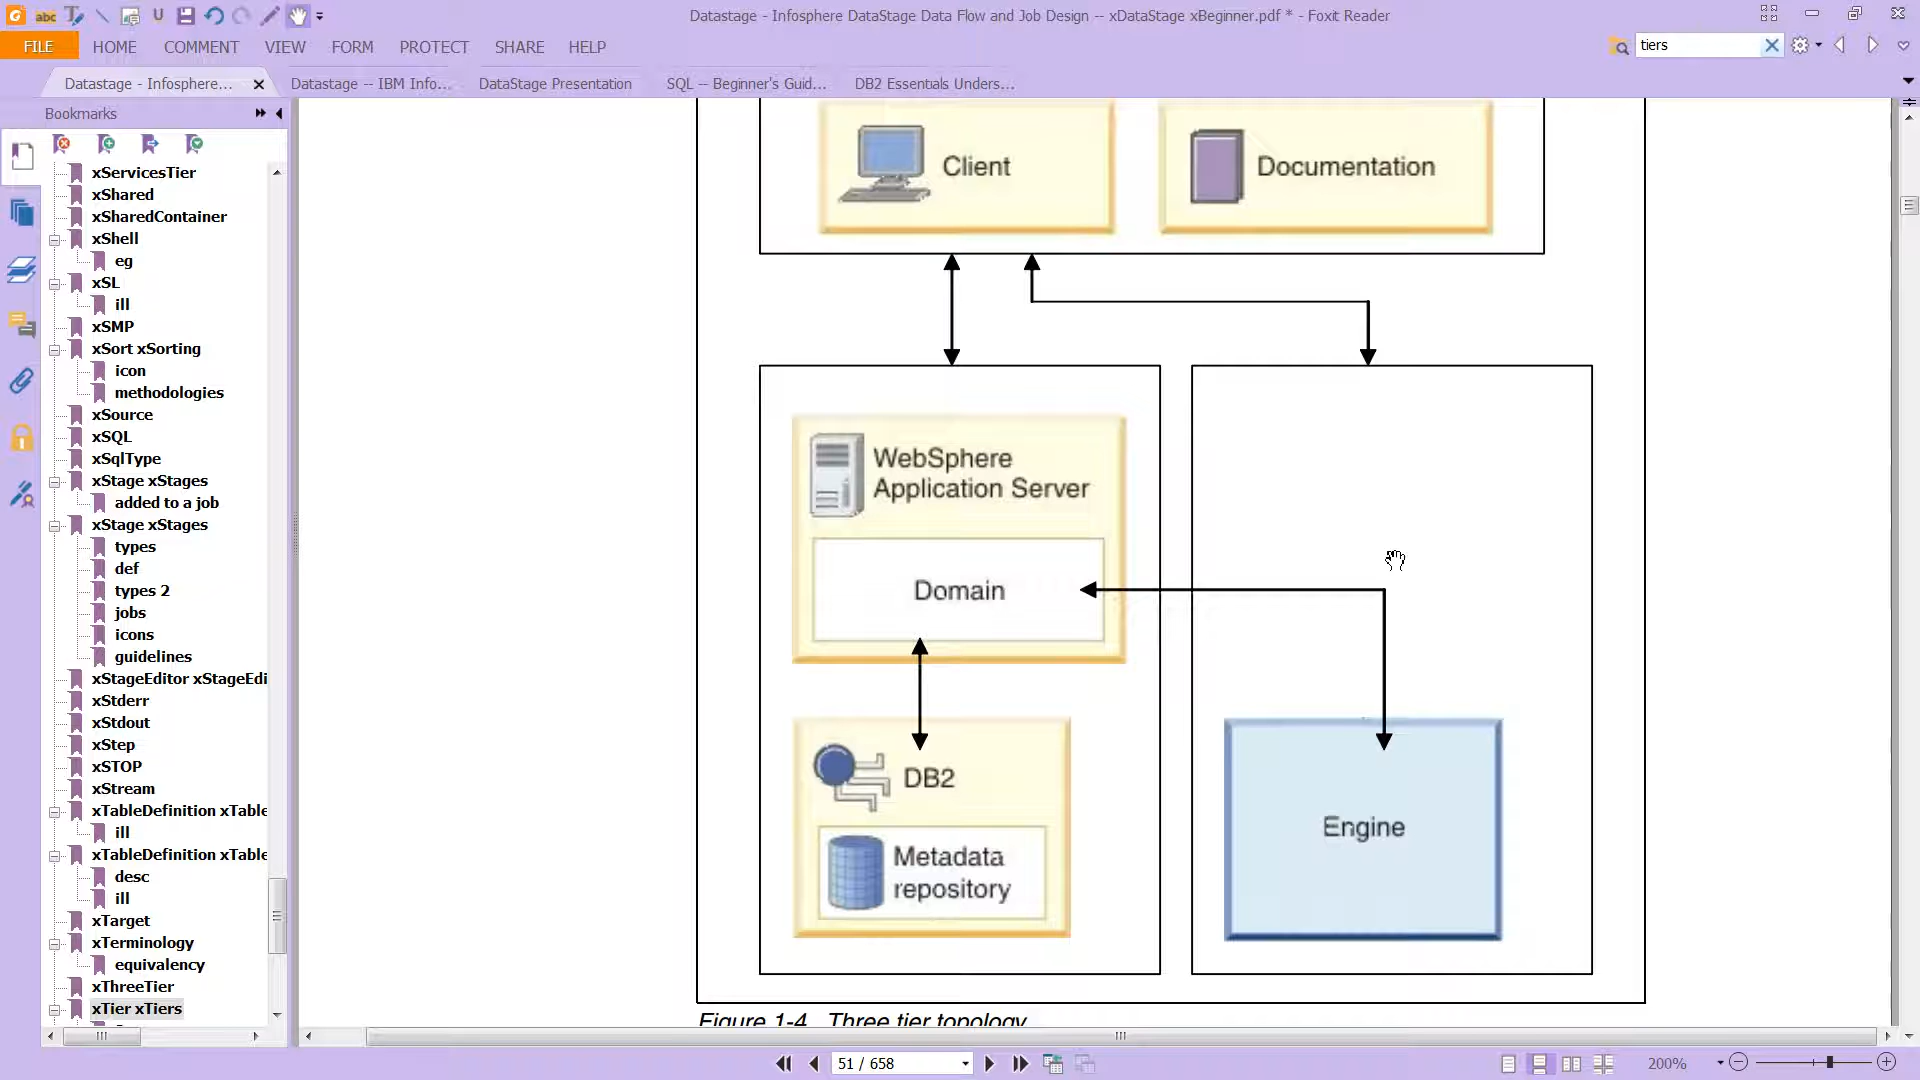 Datastage - Infosphere DataStage Data Flow and Job Design -- xDataStage xBeginner.pdf * - Foxit Reader
FILE HOME COMMENT VIEW FORM PROTECT SHARE HELP
tiers
Datastage - Infosphere... Datastage -- IBM Info... DataStage Presentation SQL -- Beginner's Guid... DB2 Essentials Unders...
Bookmarks
xServicesTier
xShared
xSharedContainer
xShell
eg
xSL
ill
xSMP
xSort xSorting
icon
methodologies
xSource
xSQL
xSqlType
xStage xStages
added to a job
xStage xStages
types
def
types 2
jobs
icons
guidelines
xStageEditor xStageEdi
xStderr
xStdout
xStep
xSTOP
xStream
xTableDefinition xTable
ill
xTableDefinition xTable
desc
ill
xTarget
xTerminology
equivalency
xThreeTier
xTier xTiers
Client
Documentation
WebSphere
Application Server
Domain
DB2
Metadata
repository
Engine
Figure 1-4 Three tier topology
51 / 658
200%